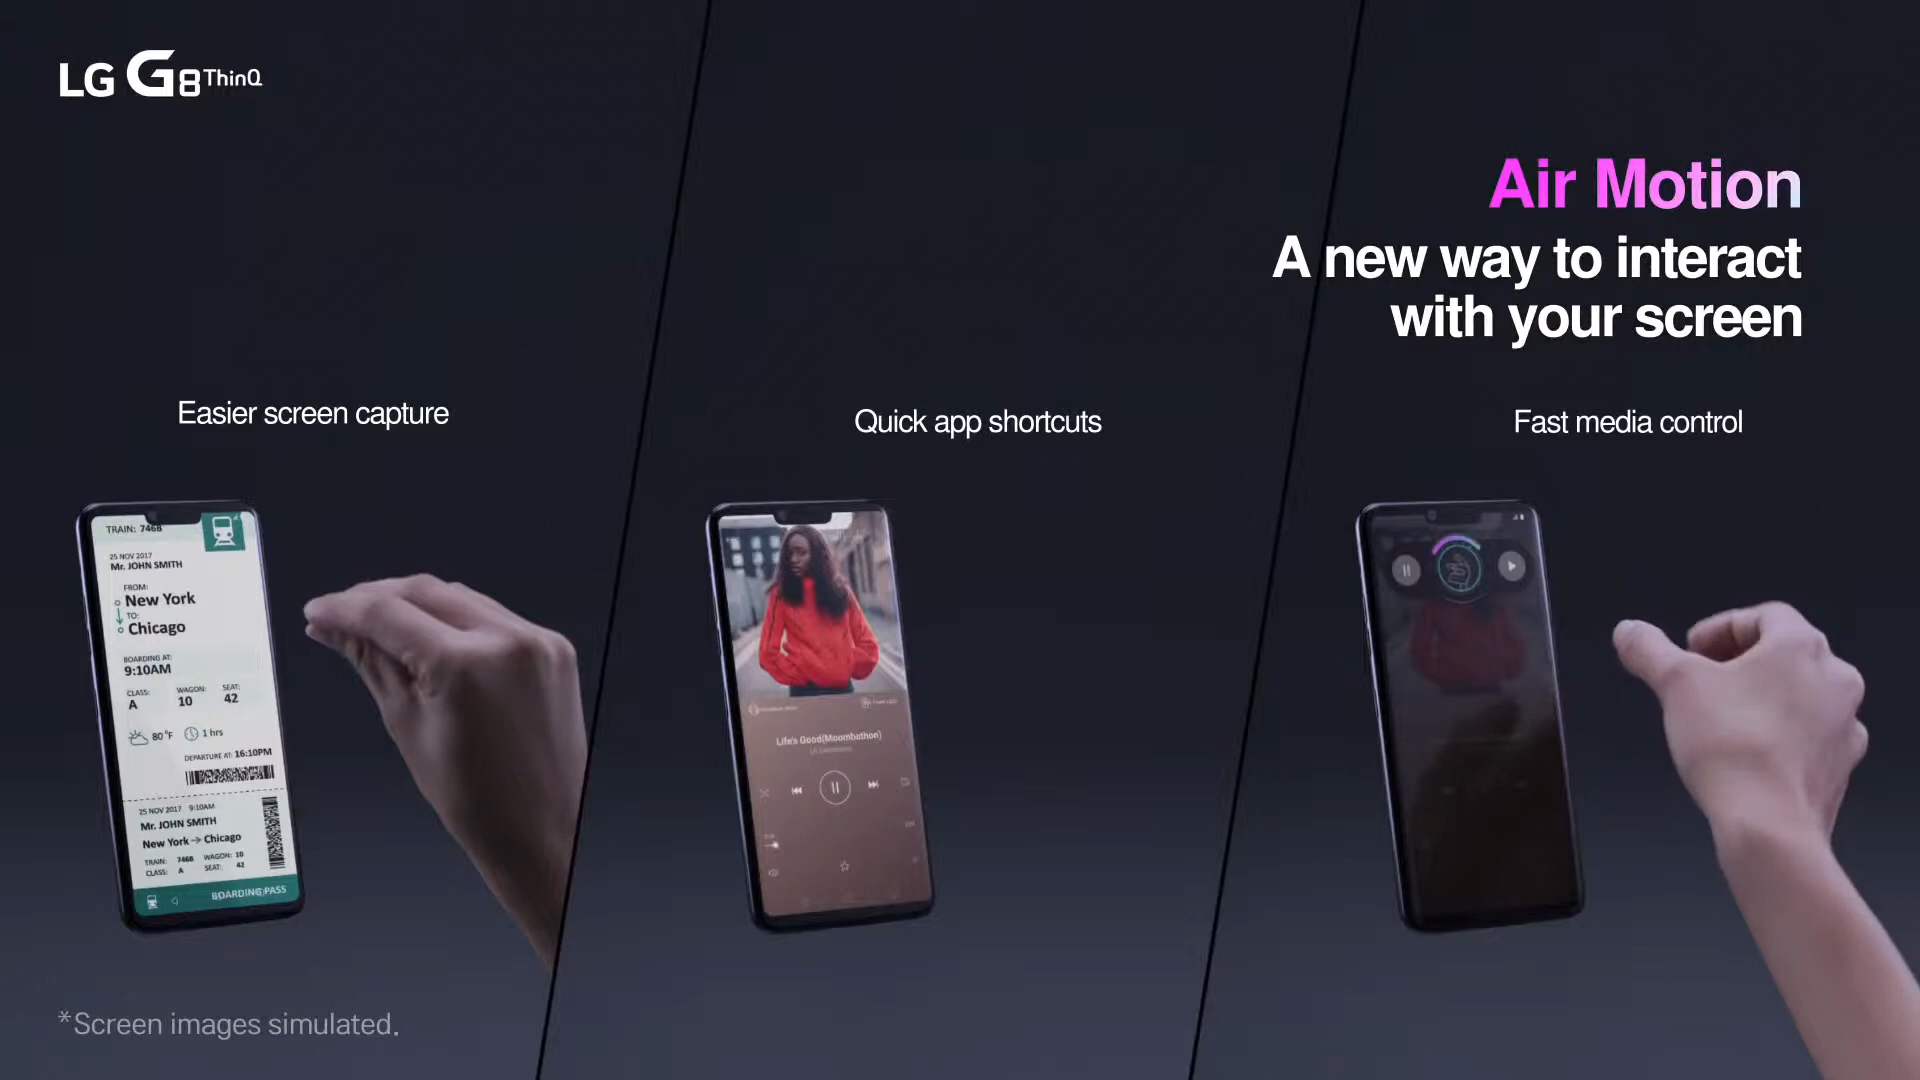 LG G8 ThinQ
Air Motion
A new way to interact
with your screen
Easier screen capture
Quick app shortcuts
Fast media control
TRAIN: 7468
25 NOV 2017
Mr. JOHN SMITH
FROM:
New York
TO:
Chicago
BOARDING AT:
9:10AM
CLASS: WAGON: SEAT:
A 10 42
80°F 1 hrs
DEPARTURE AT: 16:10PM
25 NOV 2017 9:10AM
Mr. JOHN SMITH
New York → Chicago
TRAIN: 7468 WAGON: 10
CLASS: A SEAT: 42
BOARDING PASS
Life's Good(Moombahton)
*Screen images simulated.